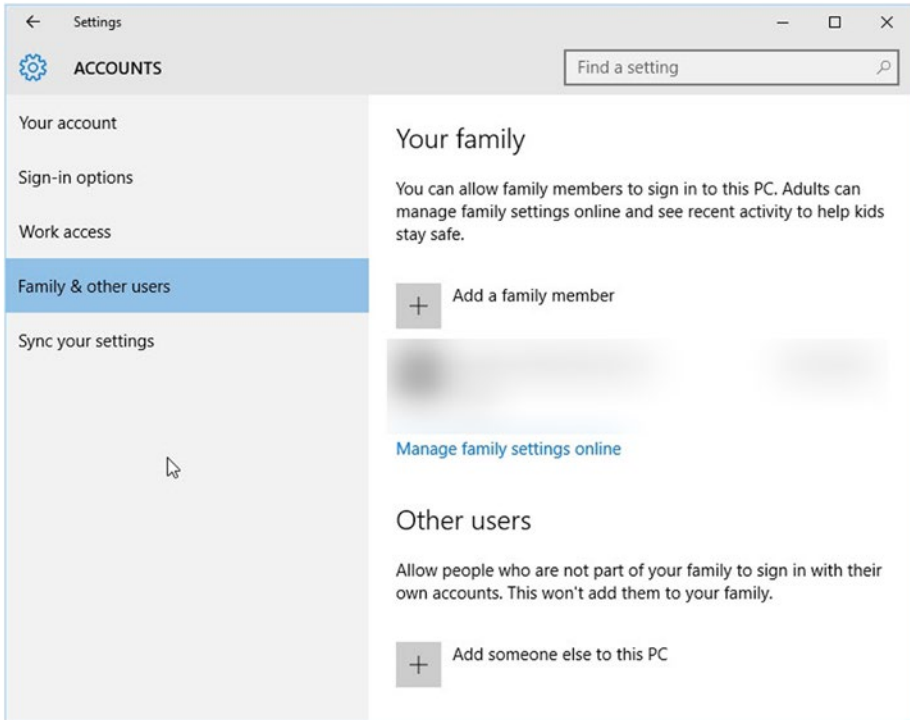 Settings
ACCOUNTS
Find a setting
Your account
Sign-in options
Work access
Family & other users
Sync your settings
Your family
You can allow family members to sign in to this PC. Adults can
manage family settings online and see recent activity to help kids
stay safe.
Add a family member
Manage family settings online
Other users
Allow people who are not part of your family to sign in with their
own accounts. This won't add them to your family.
Add someone else to this PC